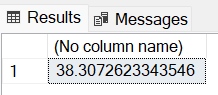 Results Messages
(No column name)
1 38.3072623343546